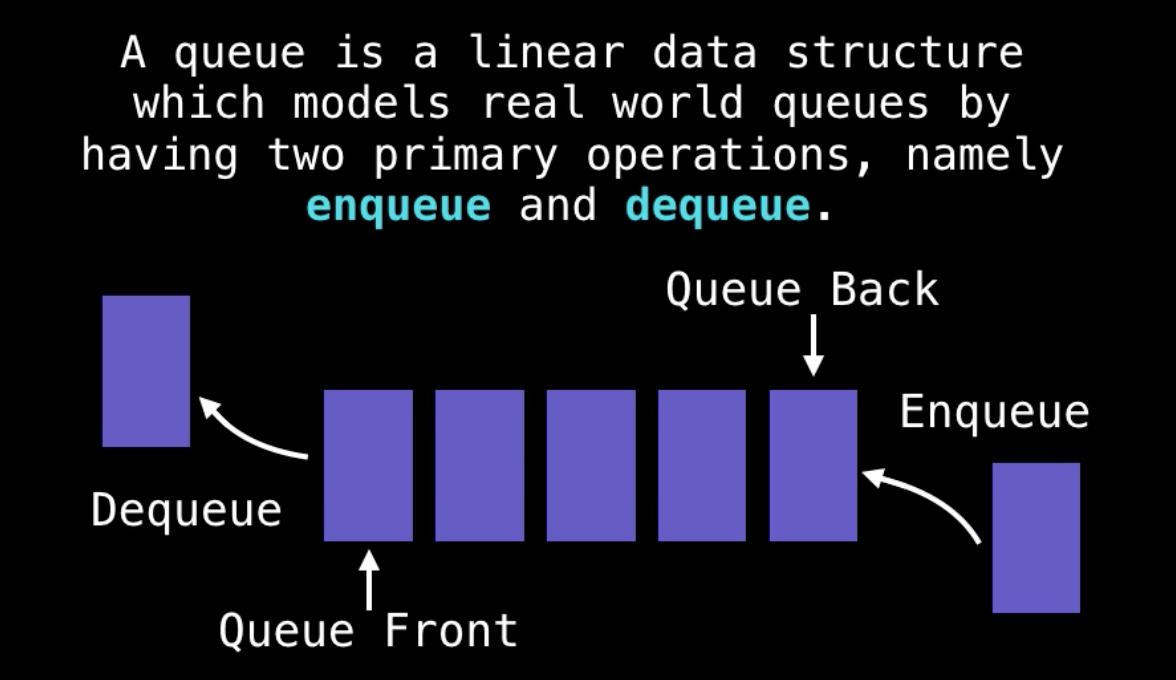 A queue is a linear data structure
which models real world queues by
having two primary operations, namely
enqueue and dequeue.
Queue Back
Enqueue
Dequeue
Queue Front